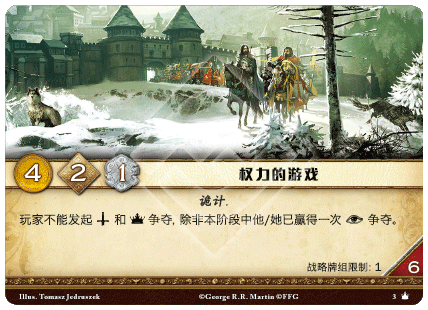 4 2 1 权力的游戏
诡计.
玩家不能发起 和 争夺, 除非本阶段中他/她已赢得一次 争夺。
战略牌组限制: 1
6
Illus. Tomasz Jedruszek ©George R.R. Martin ©FFG 3